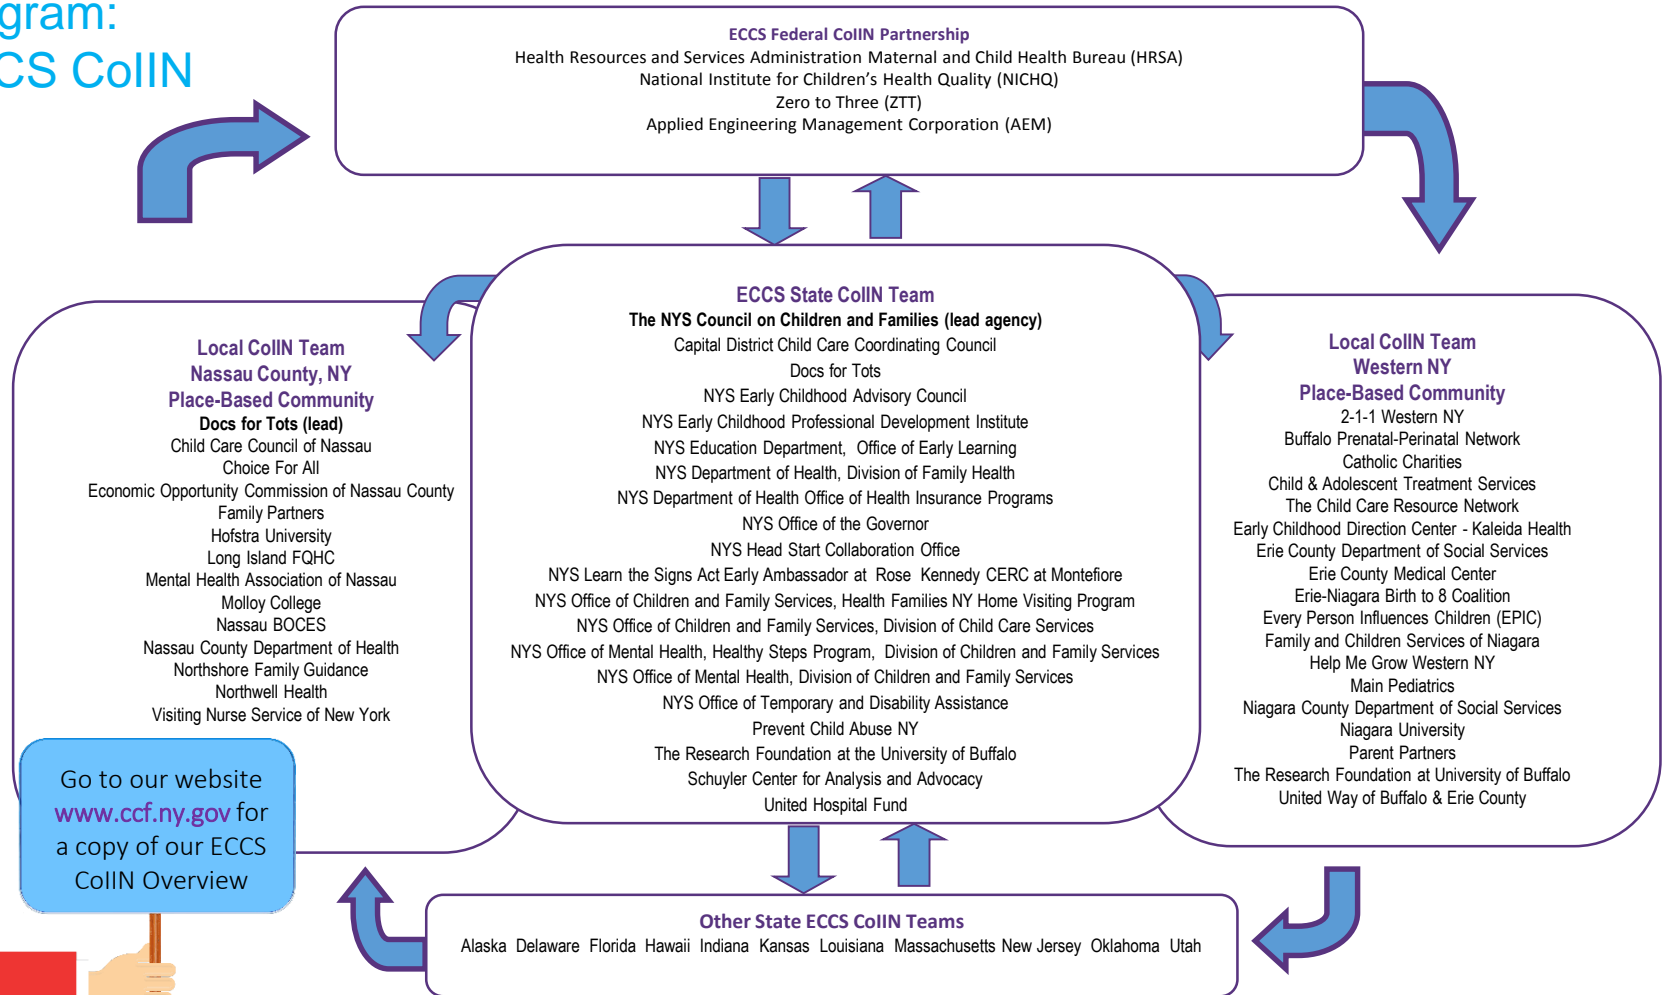 gram:
CS CoIIN
ECCS Federal CoIIN Partnership
Health Resources and Services Administration Maternal and Child Health Bureau (HRSA)
National Institute for Children's Health Quality (NICHQ)
Zero to Three (ZTT)
Applied Engineering Management Corporation (AEM)
Local CoIIN Team
Nassau County, NY
Place-Based Community
Docs for Tots (lead)
Child Care Council of Nassau
Choice For All
Economic Opportunity Commission of Nassau County
Family Partners
Hofstra University
Long Island FQHC
Mental Health Association of Nassau
Molloy College
Nassau BOCES
Nassau County Department of Health
Northshore Family Guidance
Northwell Health
Visiting Nurse Service of New York
ECCS State CoIIN Team
The NYS Council on Children and Families (lead agency)
Capital District Child Care Coordinating Council
Docs for Tots
NYS Early Childhood Advisory Council
NYS Early Childhood Professional Development Institute
NYS Education Department, Office of Early Learning
NYS Department of Health, Division of Family Health
NYS Department of Health Office of Health Insurance Programs
NYS Office of the Governor
NYS Head Start Collaboration Office
NYS Learn the Signs Act Early Ambassador at Rose Kennedy CERC at Montefiore
NYS Office of Children and Family Services, Health Families NY Home Visiting Program
NYS Office of Children and Family Services, Division of Child Care Services
NYS Office of Mental Health, Healthy Steps Program, Division of Children and Family Services
NYS Office of Mental Health, Division of Children and Family Services
NYS Office of Temporary and Disability Assistance
Prevent Child Abuse NY
The Research Foundation at the University of Buffalo
Schuyler Center for Analysis and Advocacy
United Hospital Fund
Local CoIIN Team
Western NY
Place-Based Community
2-1-1 Western NY
Buffalo Prenatal-Perinatal Network
Catholic Charities
Child & Adolescent Treatment Services
The Child Care Resource Network
Early Childhood Direction Center - Kaleida Health
Erie County Department of Social Services
Erie County Medical Center
Erie-Niagara Birth to 8 Coalition
Every Person Influences Children (EPIC)
Family and Children Services of Niagara
Help Me Grow Western NY
Main Pediatrics
Niagara County Department of Social Services
Niagara University
Parent Partners
The Research Foundation at University of Buffalo
United Way of Buffalo & Erie County
Go to our website
www.ccf.ny.gov for
a copy of our ECCS
CoIIN Overview
Other State ECCS CoIIN Teams
Alaska Delaware Florida Hawaii Indiana Kansas Louisiana Massachusetts New Jersey Oklahoma Utah